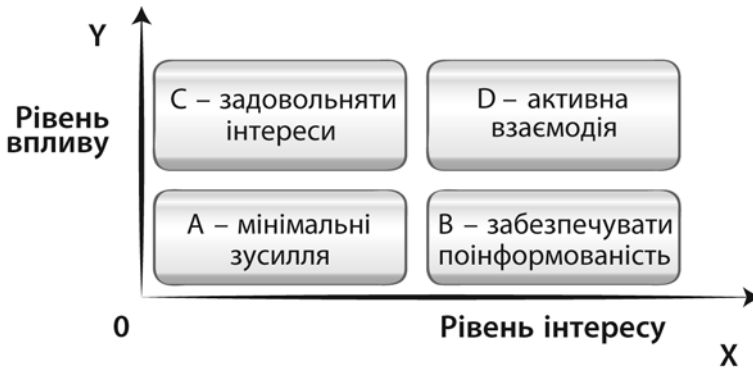 Y
Рівень
впливу
C – задовольняти
інтереси
D – активна
взаємодія
A – мінімальні
зусилля
B – забезпечувати
поінформованість
0
Рівень інтересу
X